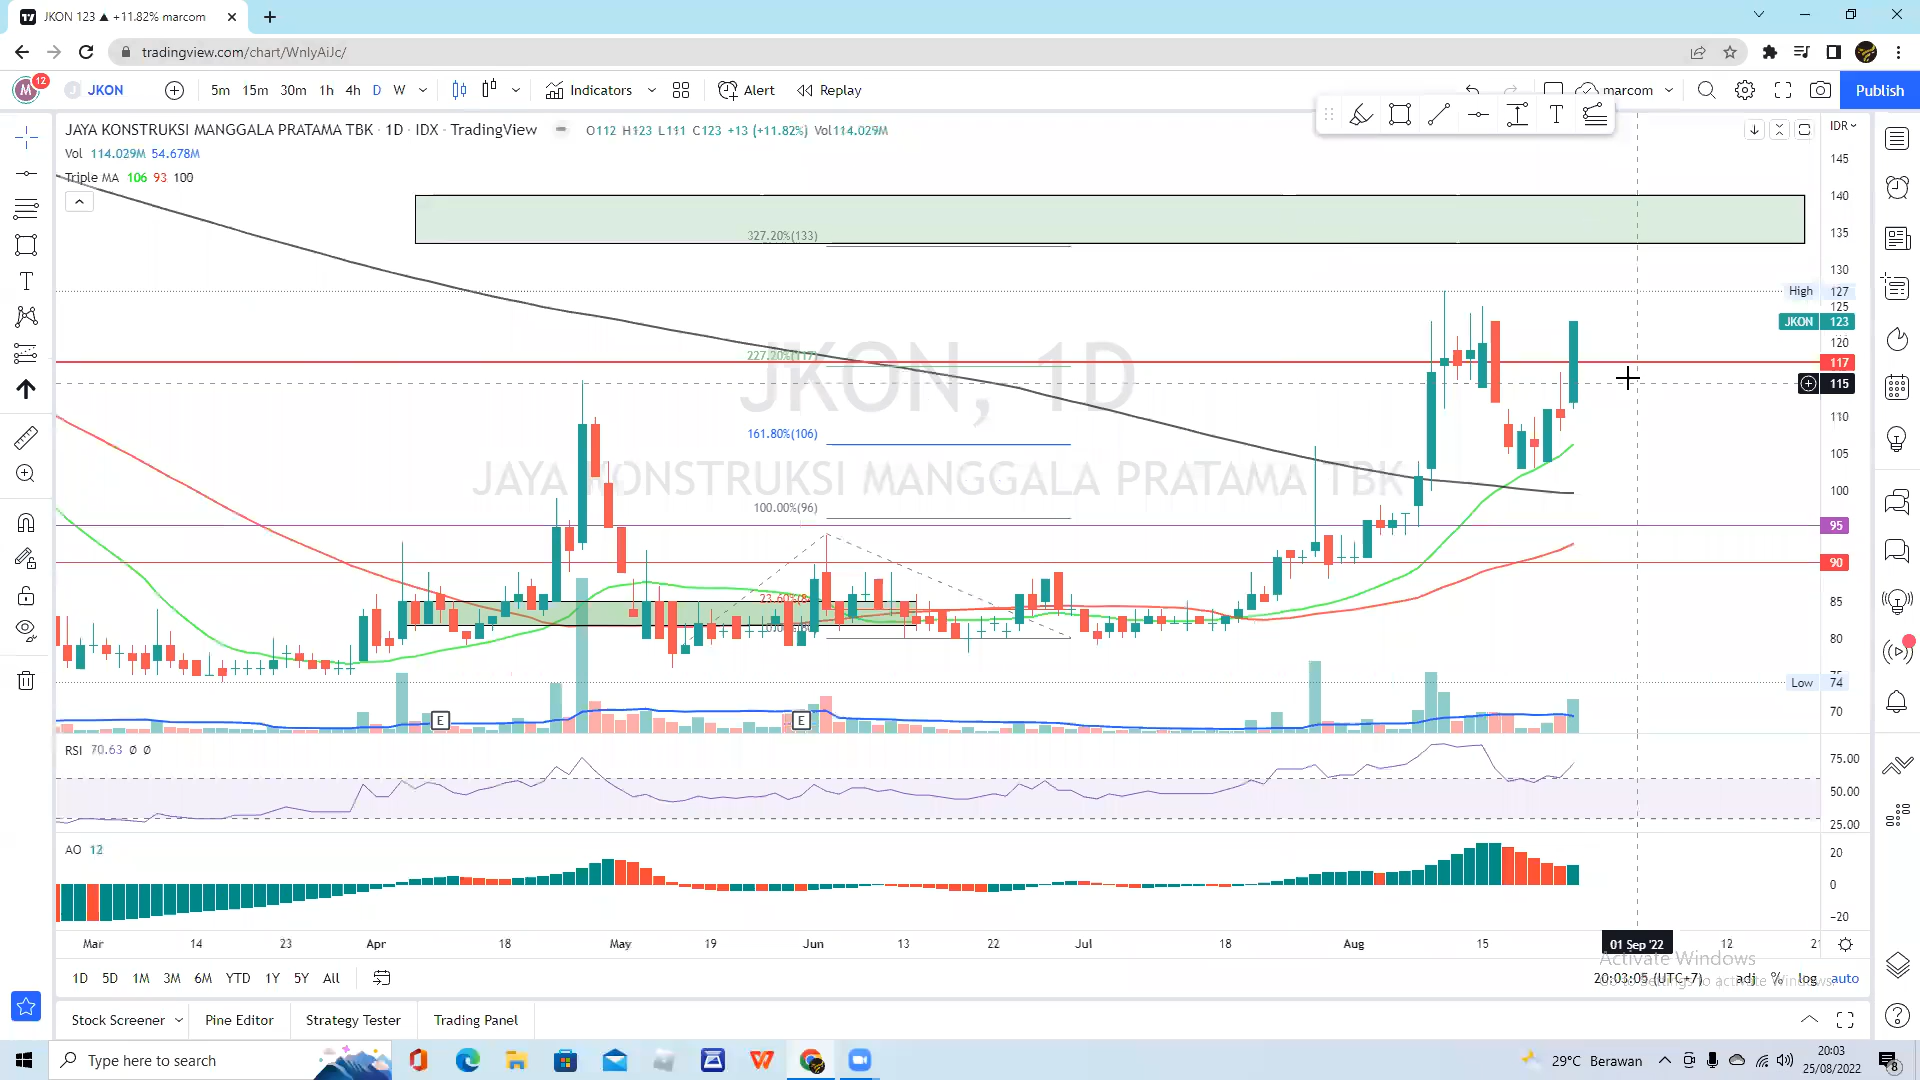 JKON 123 ▲ +11.82% marcom
tradingview.com/chart/WnlyAiJc/
M 12 JKON 5m 15m 30m 1h 4h D W Indicators Alert Replay marcom Publish
JAYA KONSTRUKSI MANGGALA PRATAMA TBK · 1D · IDX · TradingView O112 H123 L111 C123 +13 (+11.82%) Vol114.029M
IDR
Vol 114.029M 54.678M
Triple MA 106 93 100
145
140
327.20%(133)
135
130
High 127
125
JKON 123
120
227.20%(117)
117
115
JKON, 1D
110
161.80%(106)
105
JAYA KONSTRUKSI MANGGALA PRATAMA TBK
100
100.00%(96)
95
90
85
80
Low 74
70
E E
RSI 70.63 Ø Ø
75.00
50.00
25.00
AO 12
20
0
−20
Mar 14 23 Apr 18 May 19 Jun 13 22 Jul 18 Aug 15 01 Sep '22 12
Activate Windows
1D 5D 1M 3M 6M YTD 1Y 5Y All 20:03:05 (UTC+7) adj % log auto
Go to Settings to activate Windows.
Stock Screener Pine Editor Strategy Tester Trading Panel
Type here to search
29°C Berawan
20:03
25/08/2022
8